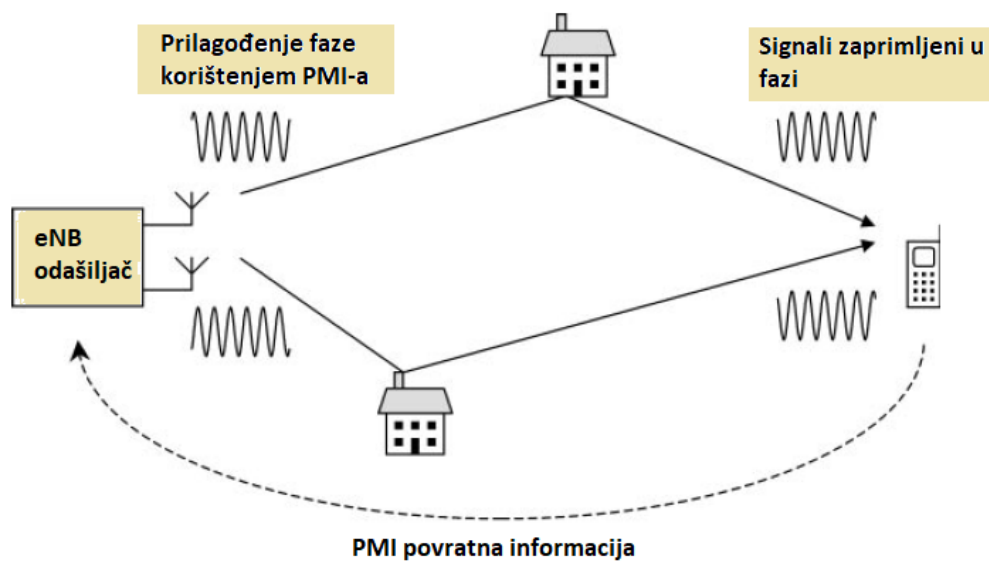 Prilagođenje faze
korištenjem PMI-a
Signali zaprimljeni u
fazi
eNB
odašiljač
PMI povratna informacija